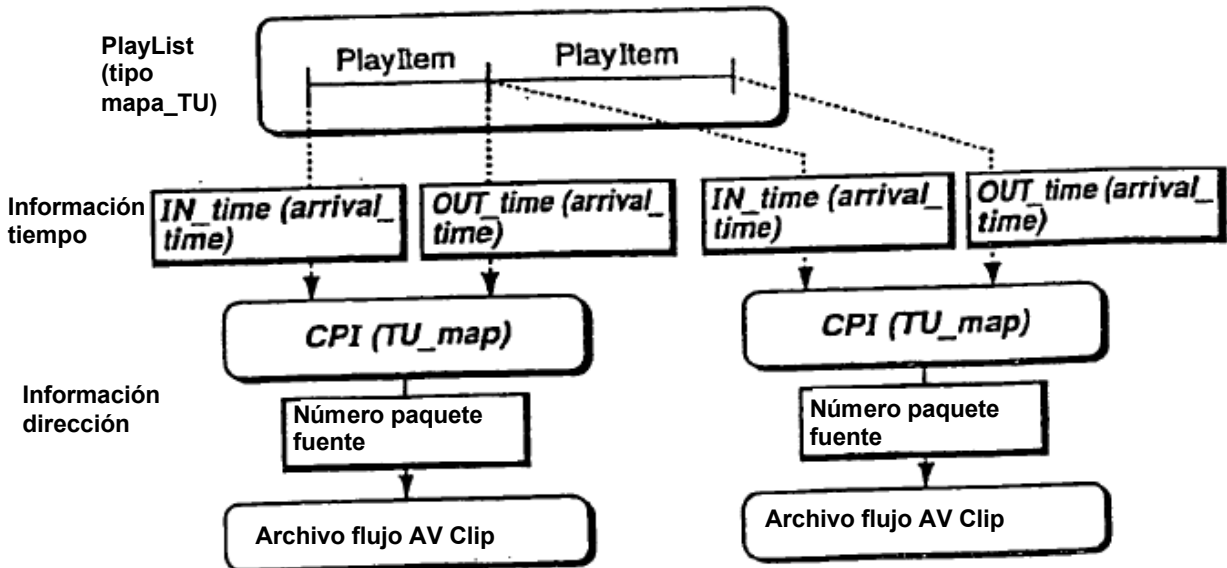 PlayList
(tipo
mapa_TU)
PlayItem
PlayItem
Información
tiempo
IN_time (arrival_
time)
OUT_time (arrival_
time)
IN_time (arrival_
time)
OUT_time (arrival_
time)
CPI (TU_map)
CPI (TU_map)
Información
dirección
Número paquete
fuente
Número paquete
fuente
Archivo flujo AV Clip
Archivo flujo AV Clip